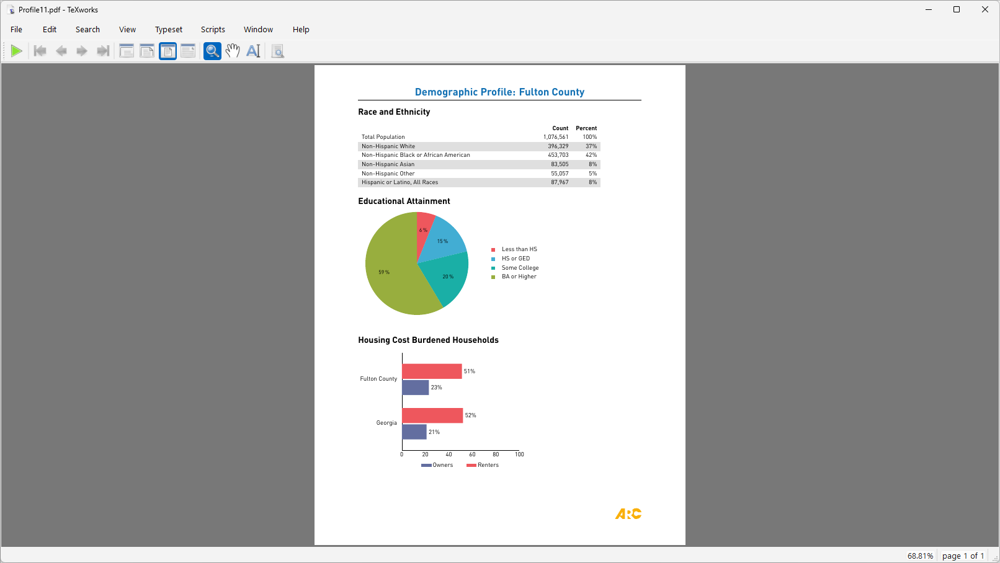 Profile11.pdf - TeXworks
File Edit Search View Typeset Scripts Window Help
Demographic Profile: Fulton County
Race and Ethnicity
Count Percent
Total Population 1,076,561 100%
Non-Hispanic White 396,329 37%
Non-Hispanic Black or African American 453,703 42%
Non-Hispanic Asian 83,505 8%
Non-Hispanic Other 55,057 5%
Hispanic or Latino, All Races 87,967 8%
Educational Attainment
6 %
15 %
59 %
20 %
Less than HS
HS or GED
Some College
BA or Higher
Housing Cost Burdened Households
51%
Fulton County
23%
52%
Georgia
21%
0 20 40 60 80 100
Owners Renters
ARC
68.81% page 1 of 1